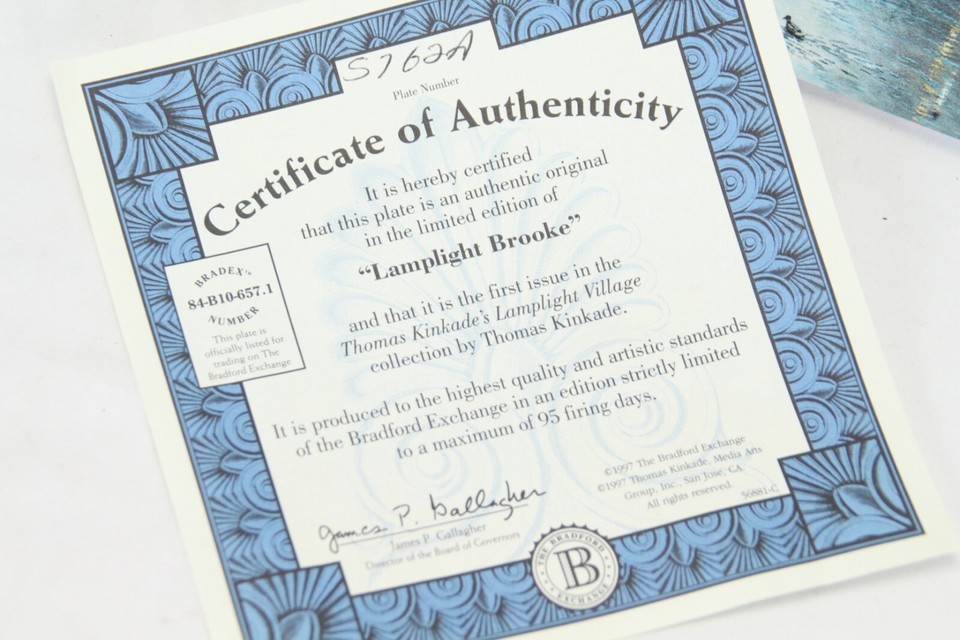 5762A
Plate Number
Certificate of Authenticity
It is hereby certified
that this plate is an authentic original
in the limited edition of
“Lamplight Brooke”
and that it is the first issue in the
Thomas Kinkade's Lamplight Village
collection by Thomas Kinkade.
It is produced to the highest quality and artistic standards
of the Bradford Exchange in an edition strictly limited
to a maximum of 95 firing days.
BRADEX™
84-B10-657.1
NUMBER
This plate is
officially listed for
trading on The
Bradford Exchange
James P. Gallagher
James P. Gallagher
Director of the Board of Governors
©1997 The Bradford Exchange
©1997 Thomas Kinkade, Media Arts
Group, Inc., San Jose, CA.
All rights reserved.
56881-C
THE BRADFORD
B
EXCHANGE